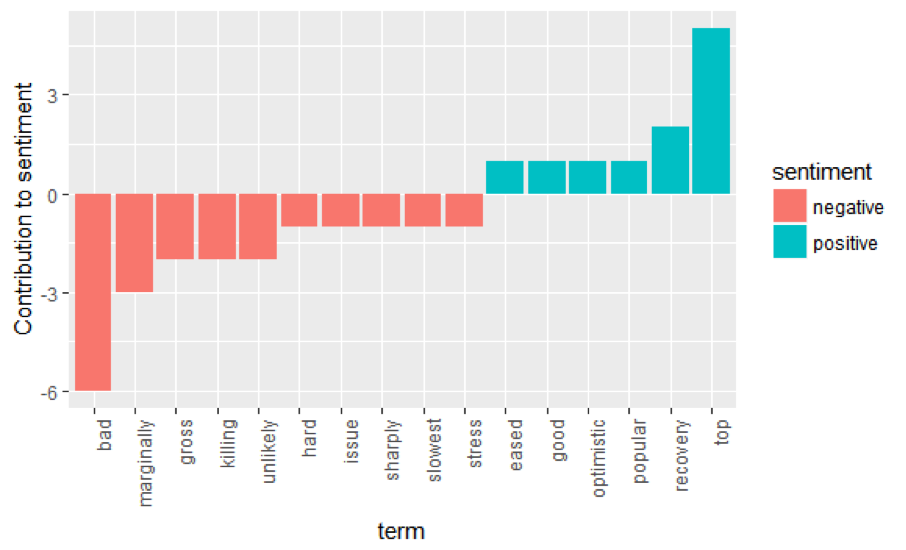 Contribution to sentiment
3
0
-3
-6
bad
marginally
gross
killing
unlikely
hard
issue
sharply
slowest
stress
eased
good
optimistic
popular
recovery
top
term
sentiment
negative
positive